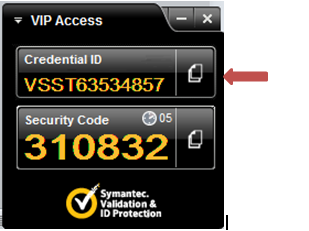 VIP Access
Credential ID
VSST63534857
Security Code
05
310832
Symantec.
Validation &
ID Protection